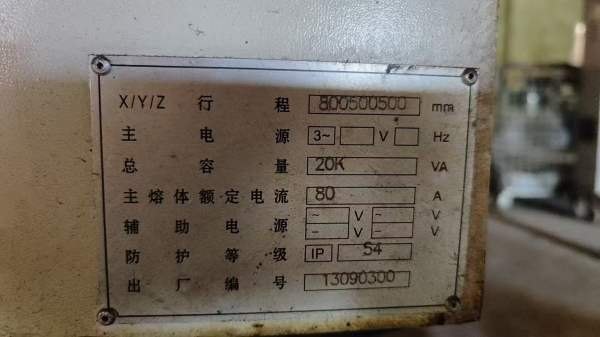 X/Y/Z 行程 800500500 mm
主电源 3~ V Hz
总容量 20K VA
主熔体额定电流 80 A
辅助电源 ~ V ~ V
~ V ~ V
防护等级 IP 54
出厂编号 13090300